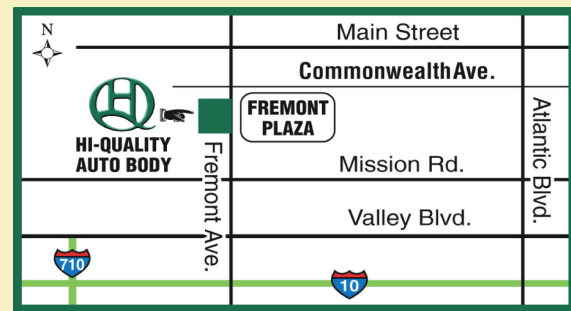 N
Main Street
Commonwealth Ave.
HQ
FREMONT
PLAZA
HI-QUALITY
AUTO BODY
Fremont Ave.
Atlantic Blvd.
Mission Rd.
Valley Blvd.
710
10